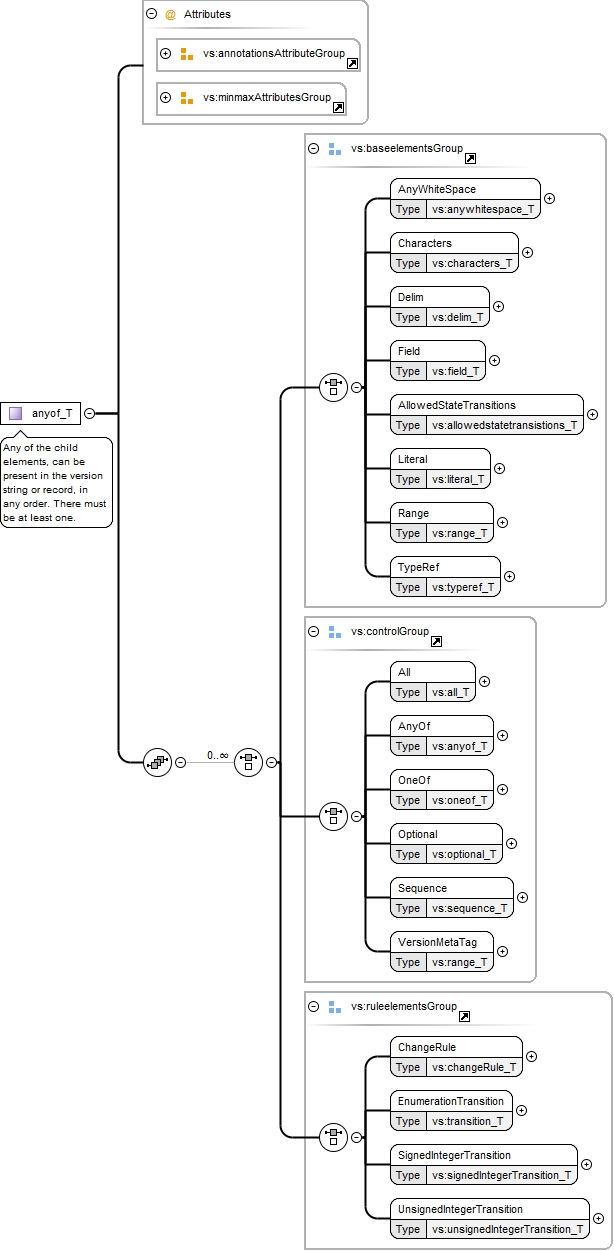 Attributes
vs:annotationsAttributeGroup
vs:minmaxAttributesGroup
vs:baseelementsGroup
AnyWhiteSpace
Type vs:anywhitespace_T
Characters
Type vs:characters_T
Delim
Type vs:delim_T
Field
Type vs:field_T
AllowedStateTransitions
Type vs:allowedstatetransistions_T
Literal
Type vs:literal_T
Range
Type vs:range_T
TypeRef
Type vs:typeref_T
anyof_T
Any of the child
elements, can be
present in the version
string or record, in
any order. There must
be at least one.
0..∞
vs:controlGroup
All
Type vs:all_T
AnyOf
Type vs:anyof_T
OneOf
Type vs:oneof_T
Optional
Type vs:optional_T
Sequence
Type vs:sequence_T
VersionMetaTag
Type vs:range_T
vs:ruleelementsGroup
ChangeRule
Type vs:changeRule_T
EnumerationTransition
Type vs:transition_T
SignedIntegerTransition
Type vs:signedIntegerTransition_T
UnsignedIntegerTransition
Type vs:unsignedIntegerTransition_T